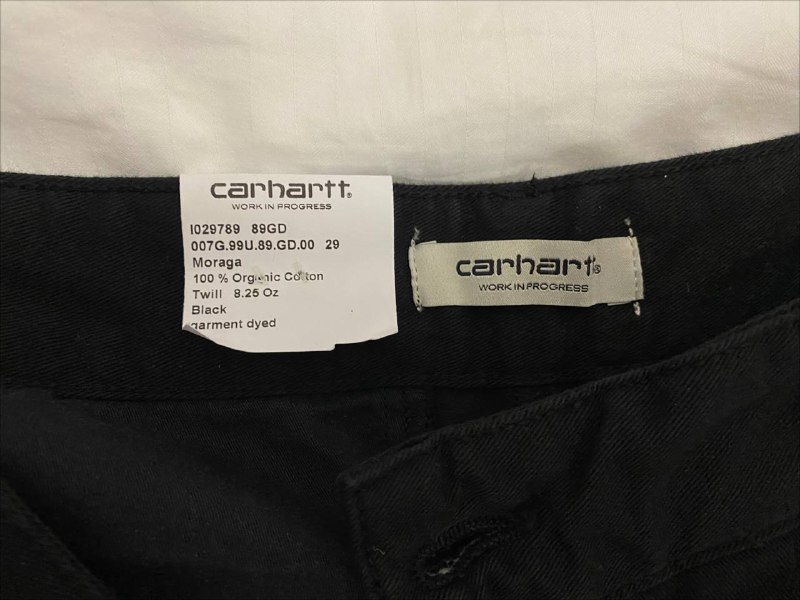 carhartt®
WORK IN PROGRESS
I029789 89GD
007G.99U.89.GD.00 29
Moraga
100 % Organic Cotton
Twill 8.25 Oz
Black
garment dyed
carhartt®
WORK IN PROGRESS